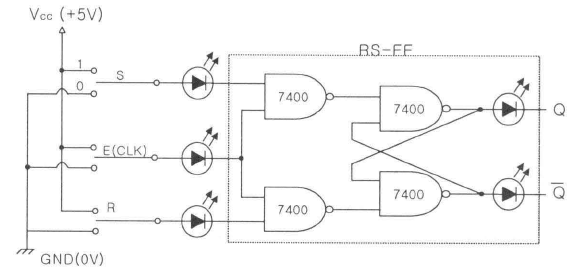 Vcc (+5V)
RS-FF
1
S
0
7400
7400
Q
E(CLK)
R
7400
7400
Q̅
GND(0V)